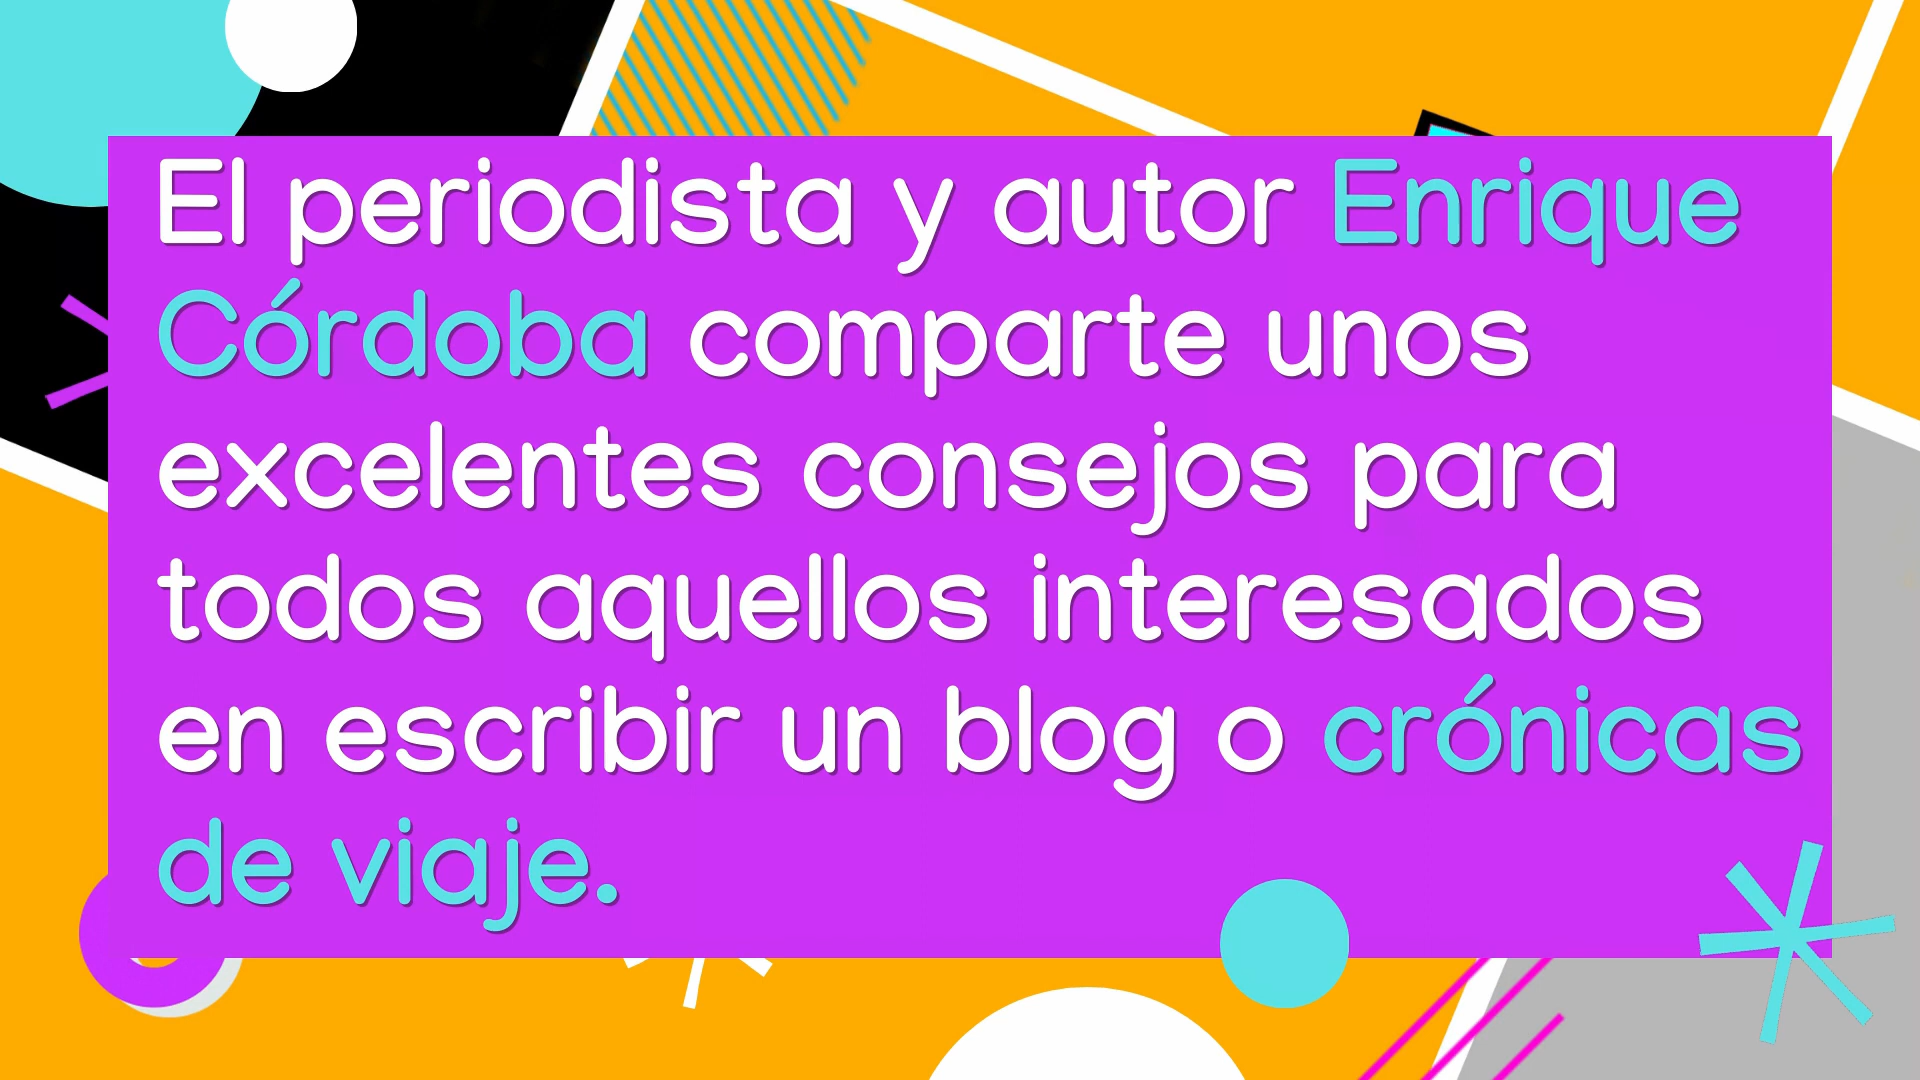 El periodista y autor Enrique
Córdoba comparte unos
excelentes consejos para
todos aquellos interesados
en escribir un blog o crónicas
de viaje.